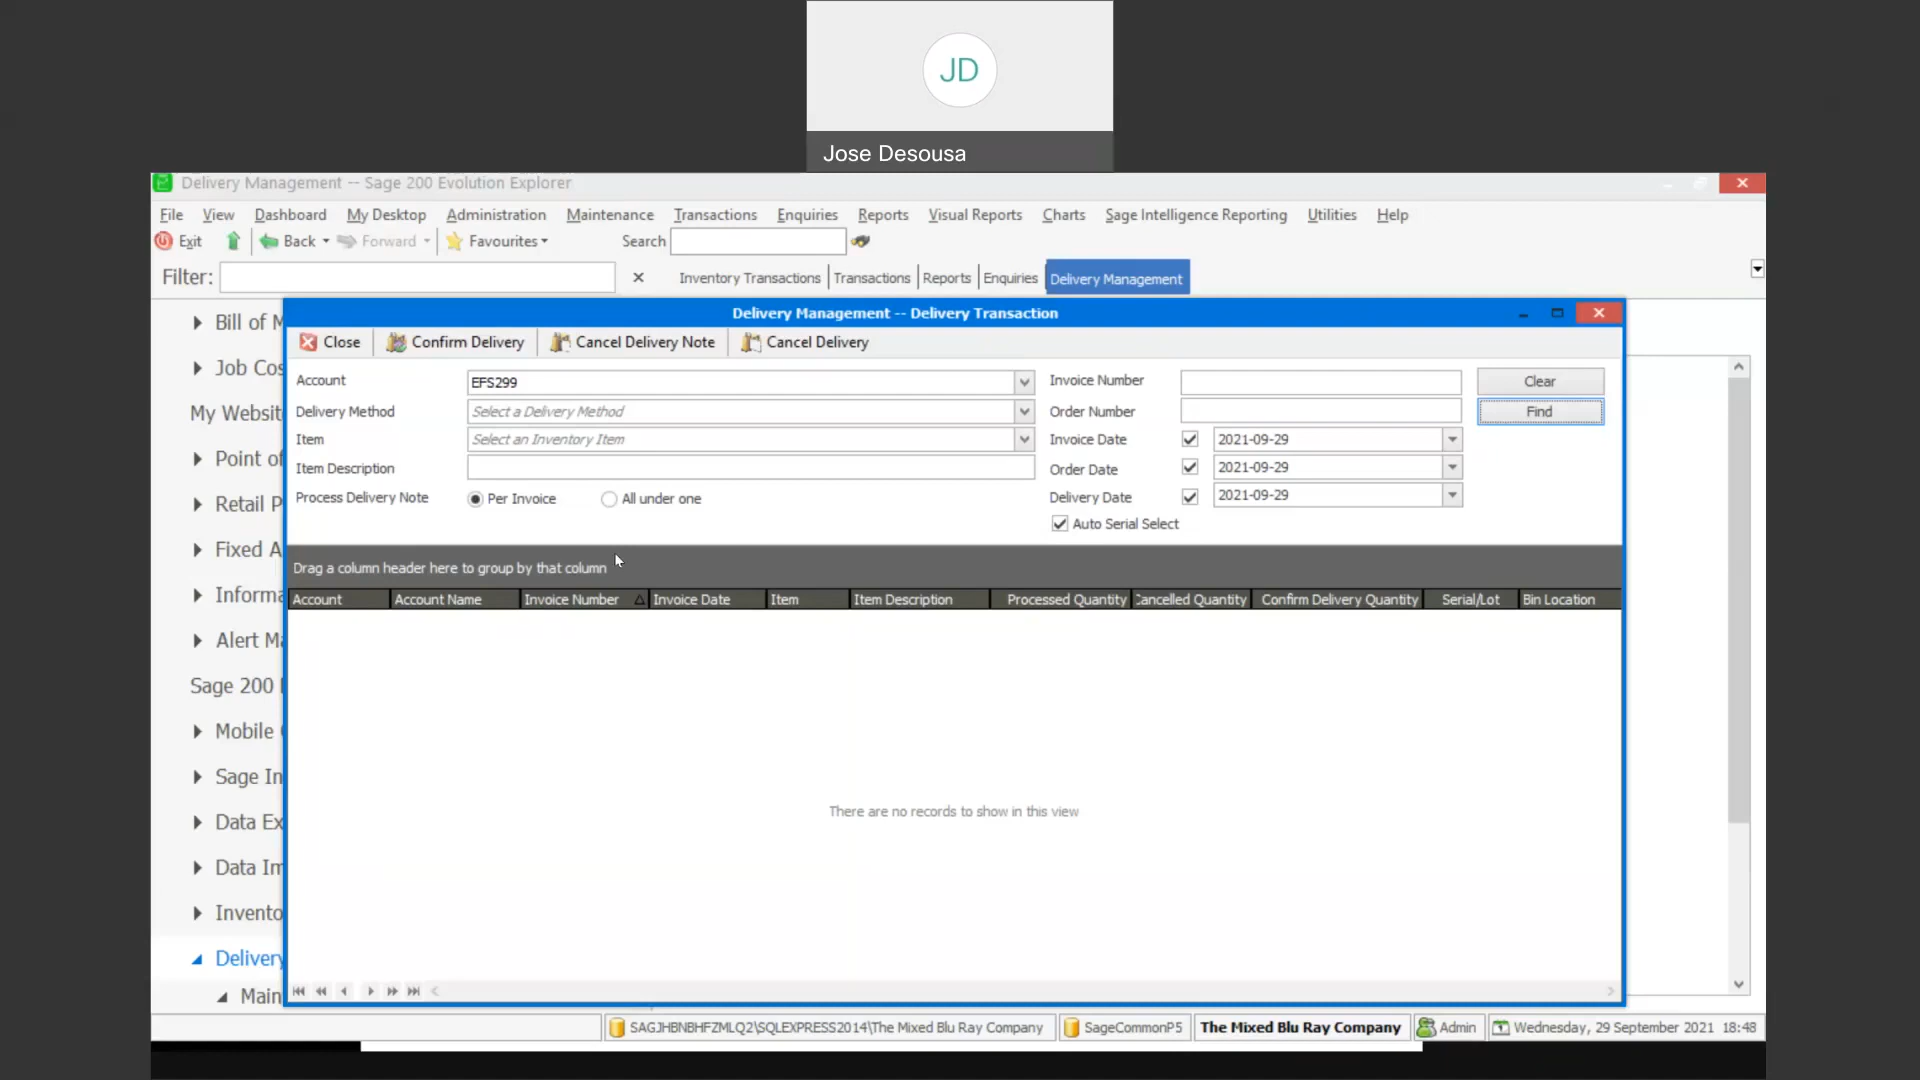 JD
Jose Desousa
Delivery Management -- Sage 200 Evolution Explorer
File View Dashboard My Desktop Administration Maintenance Transactions Enquiries Reports Visual Reports Charts Sage Intelligence Reporting Utilities Help
Exit Back Forward Favourites Search
Filter: Inventory Transactions Transactions Reports Enquiries Delivery Management
Delivery Management -- Delivery Transaction
Close Confirm Delivery Cancel Delivery Note Cancel Delivery
Account EFS299 Invoice Number Clear
Delivery Method Select a Delivery Method Order Number Find
Item Select an Inventory Item Invoice Date 2021-09-29
Item Description Order Date 2021-09-29
Process Delivery Note Per Invoice All under one Delivery Date 2021-09-29
Auto Serial Select
Drag a column header here to group by that column
Account Account Name Invoice Number Invoice Date Item Item Description Processed Quantity Cancelled Quantity Confirm Delivery Quantity Serial/Lot Bin Location
There are no records to show in this view
Bill of M
Job Cos
My Websit
Point of
Retail P
Fixed A
Informa
Alert Ma
Sage 200
Mobile
Sage In
Data Ex
Data Im
Invento
Delivery
Main
SAGJHBNBHFZMLQ2\SQLEXPRESS2014\The Mixed Blu Ray Company SageCommonP5 The Mixed Blu Ray Company Admin Wednesday, 29 September 2021 18:48